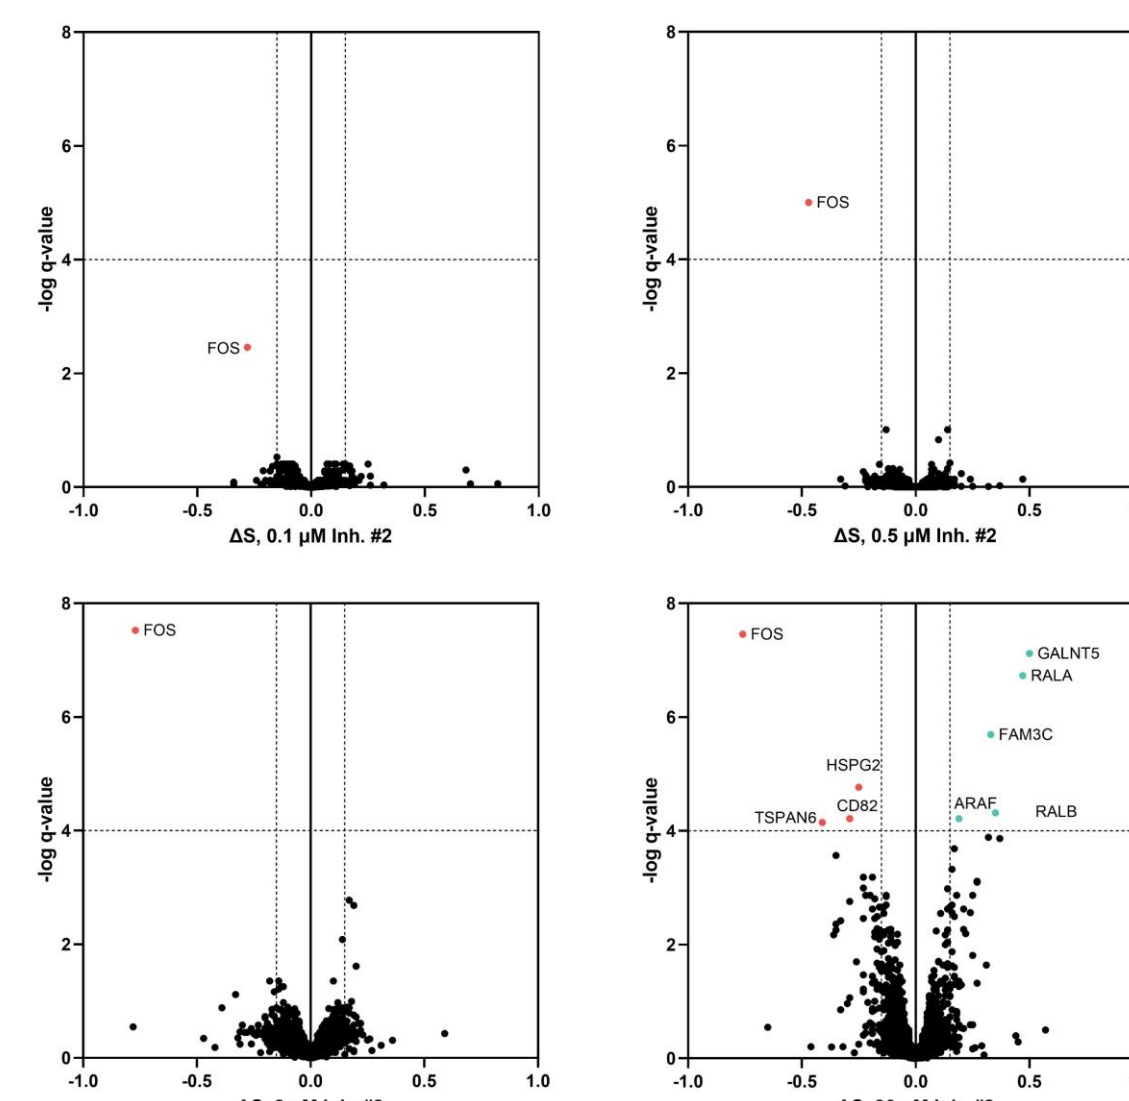 8
6
4
2
0
-log q-value
FOS
-1.0 -0.5 0.0 0.5 1.0
ΔS, 0.1 µM Inh. #2
8
6
4
2
0
-log q-value
FOS
-1.0 -0.5 0.0 0.5
ΔS, 0.5 µM Inh. #2
8
6
4
2
0
-log q-value
FOS
-1.0 -0.5 0.0 0.5 1.0
8
6
4
2
0
-log q-value
FOS
GALNT5
RALA
FAM3C
HSPG2
CD82
TSPAN6
ARAF
RALB
-1.0 -0.5 0.0 0.5